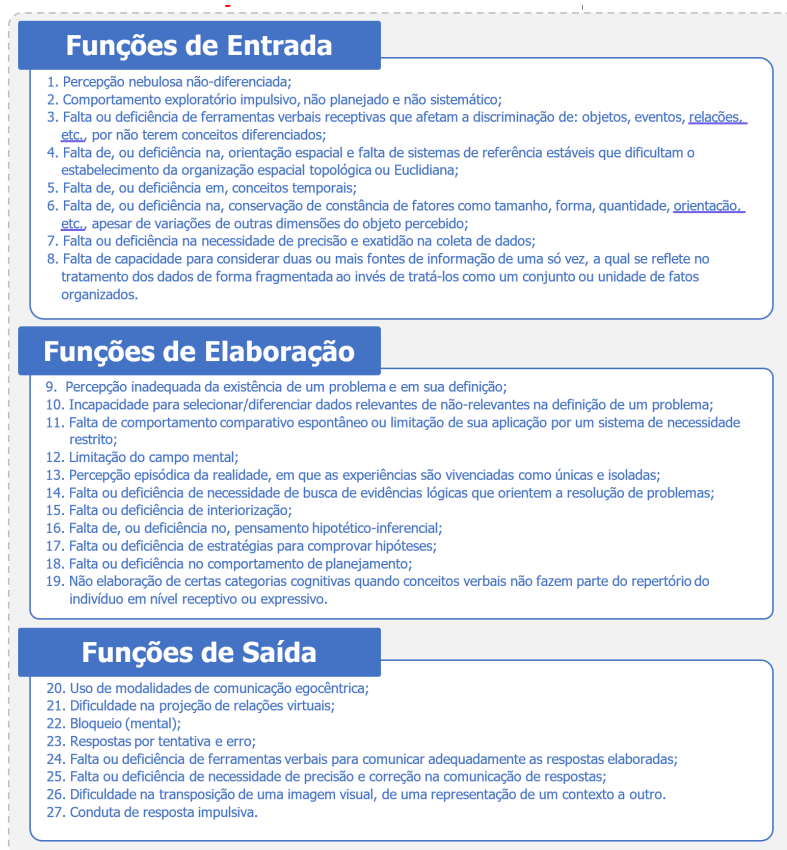 Funções de Entrada
1. Percepção nebulosa não-diferenciada;
2. Comportamento exploratório impulsivo, não planejado e não sistemático;
3. Falta ou deficiência de ferramentas verbais receptivas que afetam a discriminação de: objetos, eventos, relações,
etc., por não terem conceitos diferenciados;
4. Falta de, ou deficiência na, orientação espacial e falta de sistemas de referência estáveis que dificultam o
estabelecimento da organização espacial topológica ou Euclidiana;
5. Falta de, ou deficiência em, conceitos temporais;
6. Falta de, ou deficiência na, conservação de constância de fatores como tamanho, forma, quantidade, orientação,
etc., apesar de variações de outras dimensões do objeto percebido;
7. Falta ou deficiência na necessidade de precisão e exatidão na coleta de dados;
8. Falta de capacidade para considerar duas ou mais fontes de informação de uma só vez, a qual se reflete no
tratamento dos dados de forma fragmentada ao invés de tratá-los como um conjunto ou unidade de fatos
organizados.
Funções de Elaboração
9. Percepção inadequada da existência de um problema e em sua definição;
10. Incapacidade para selecionar/diferenciar dados relevantes de não-relevantes na definição de um problema;
11. Falta de comportamento comparativo espontâneo ou limitação de sua aplicação por um sistema de necessidade
restrito;
12. Limitação do campo mental;
13. Percepção episódica da realidade, em que as experiências são vivenciadas como únicas e isoladas;
14. Falta ou deficiência de necessidade de busca de evidências lógicas que orientem a resolução de problemas;
15. Falta ou deficiência de interiorização;
16. Falta de, ou deficiência no, pensamento hipotético-inferencial;
17. Falta ou deficiência de estratégias para comprovar hipóteses;
18. Falta ou deficiência no comportamento de planejamento;
19. Não elaboração de certas categorias cognitivas quando conceitos verbais não fazem parte do repertório do
indivíduo em nível receptivo ou expressivo.
Funções de Saída
20. Uso de modalidades de comunicação egocêntrica;
21. Dificuldade na projeção de relações virtuais;
22. Bloqueio (mental);
23. Respostas por tentativa e erro;
24. Falta ou deficiência de ferramentas verbais para comunicar adequadamente as respostas elaboradas;
25. Falta ou deficiência de necessidade de precisão e correção na comunicação de respostas;
26. Dificuldade na transposição de uma imagem visual, de uma representação de um contexto a outro.
27. Conduta de resposta impulsiva.